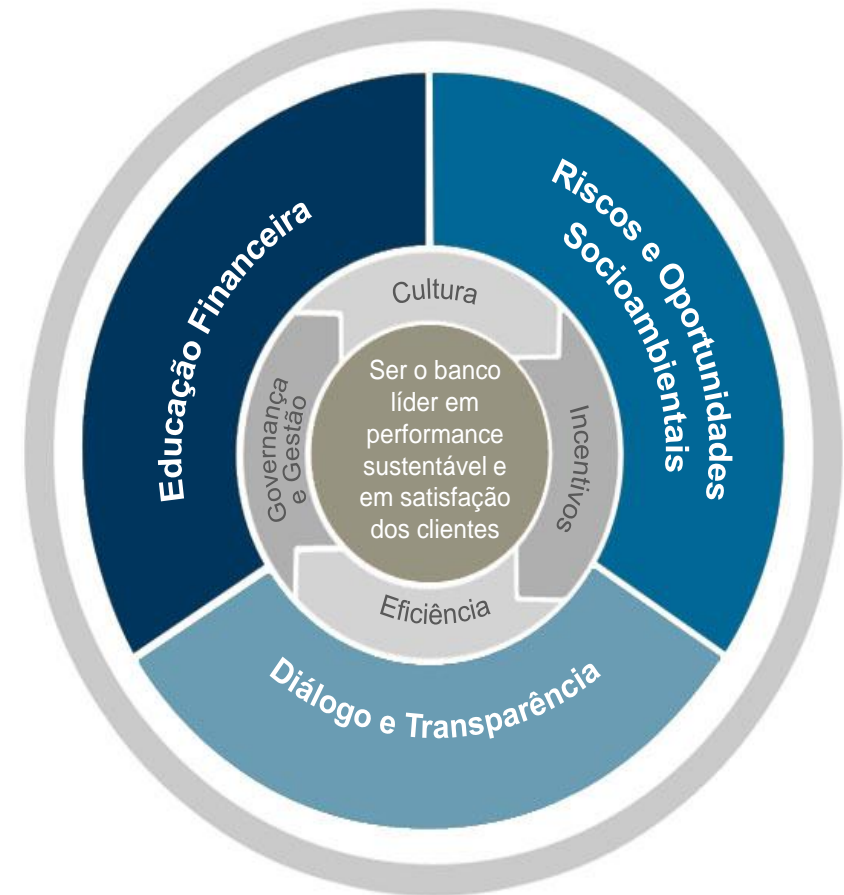 Educação Financeira
Riscos e Oportunidades
Socioambientais
Cultura
Governança
e Gestão
Ser o banco
líder em
performance
sustentável e
em satisfação
dos clientes
Incentivos
Eficiência
Diálogo e Transparência